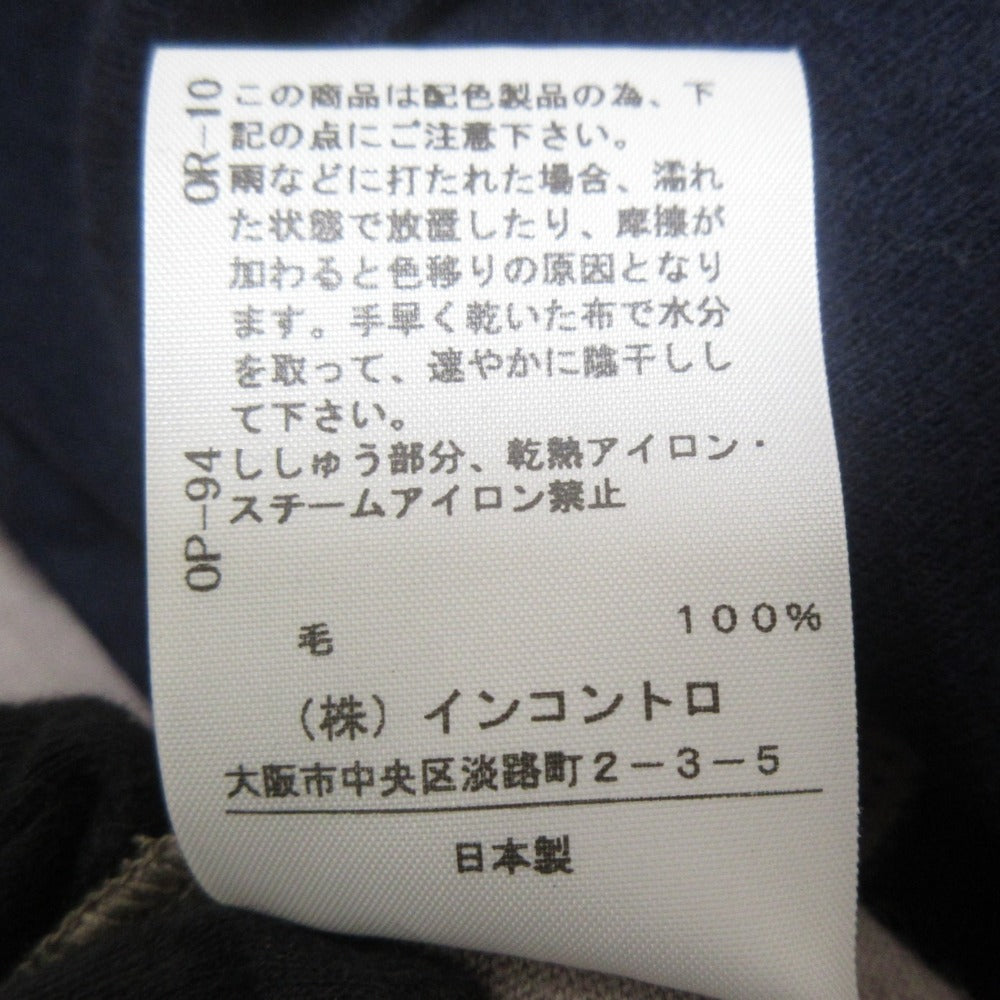 OR-10
この商品は配色製品の為、下
記の点にご注意下さい。
雨などに打たれた場合、濡れ
た状態で放置したり、摩擦が
加わると色移りの原因となり
ます。手早く乾いた布で水分
を取って、速やかに陰干しし
て下さい。
OP-94
ししゅう部分、乾熱アイロン・
スチームアイロン禁止
毛 100%
(株)インコントロ
大阪市中央区淡路町2-3-5
日本製